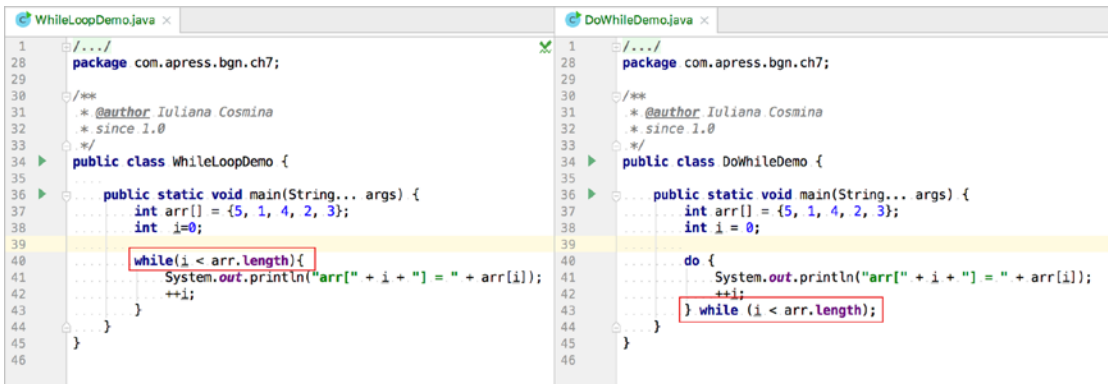 WhileLoopDemo.java ×
1 /.../
28 package com.apress.bgn.ch7;
29
30 /**
31 * @author Iuliana Cosmina
32 * since 1.0
33 */
34 public class WhileLoopDemo {
35
36 public static void main(String... args) {
37 int arr[] = {5, 1, 4, 2, 3};
38 int i=0;
39
40 while(i < arr.length){
41 System.out.println("arr[" + i + "] = " + arr[i]);
42 ++i;
43 }
44 }
45 }
46
DoWhileDemo.java ×
1 /.../
28 package com.apress.bgn.ch7;
29
30 /**
31 * @author Iuliana Cosmina
32 * since 1.0
33 */
34 public class DoWhileDemo {
35
36 public static void main(String... args) {
37 int arr[] = {5, 1, 4, 2, 3};
38 int i = 0;
39
40 do {
41 System.out.println("arr[" + i + "] = " + arr[i]);
42 ++i;
43 } while (i < arr.length);
44 }
45 }
46